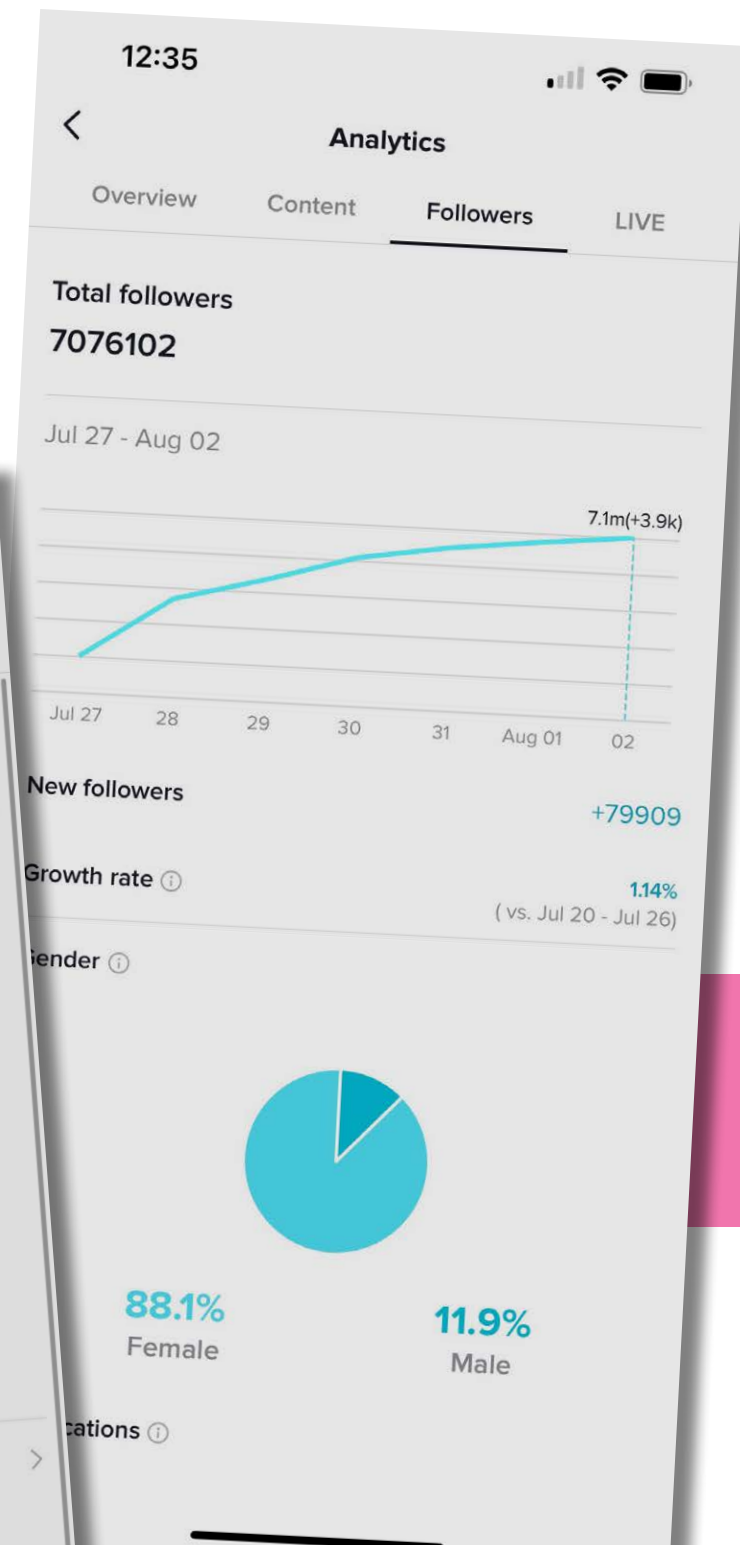 12:35
Analytics
Overview Content Followers LIVE
Total followers
7076102
Jul 27 - Aug 02
7.1m(+3.9k)
Jul 27 28 29 30 31 Aug 01 02
New followers +79909
Growth rate 1.14%
( vs. Jul 20 - Jul 26)
ender
88.1% 11.9%
Female Male
cations